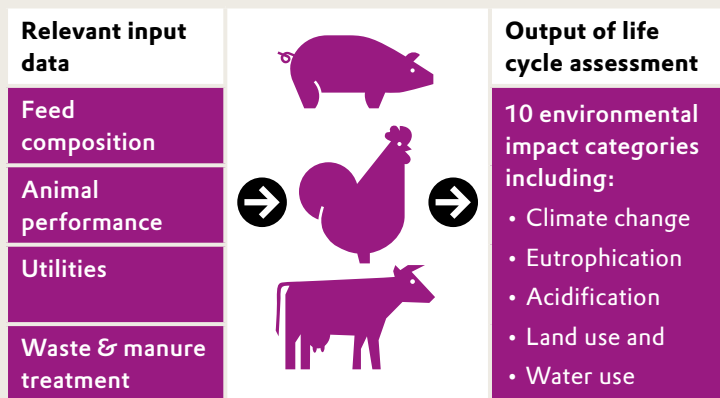 Relevant input
data
Feed
composition
Animal
performance
Utilities
Waste & manure
treatment
Output of life
cycle assessment
10 environmental
impact categories
including:
• Climate change
• Eutrophication
• Acidification
• Land use and
• Water use